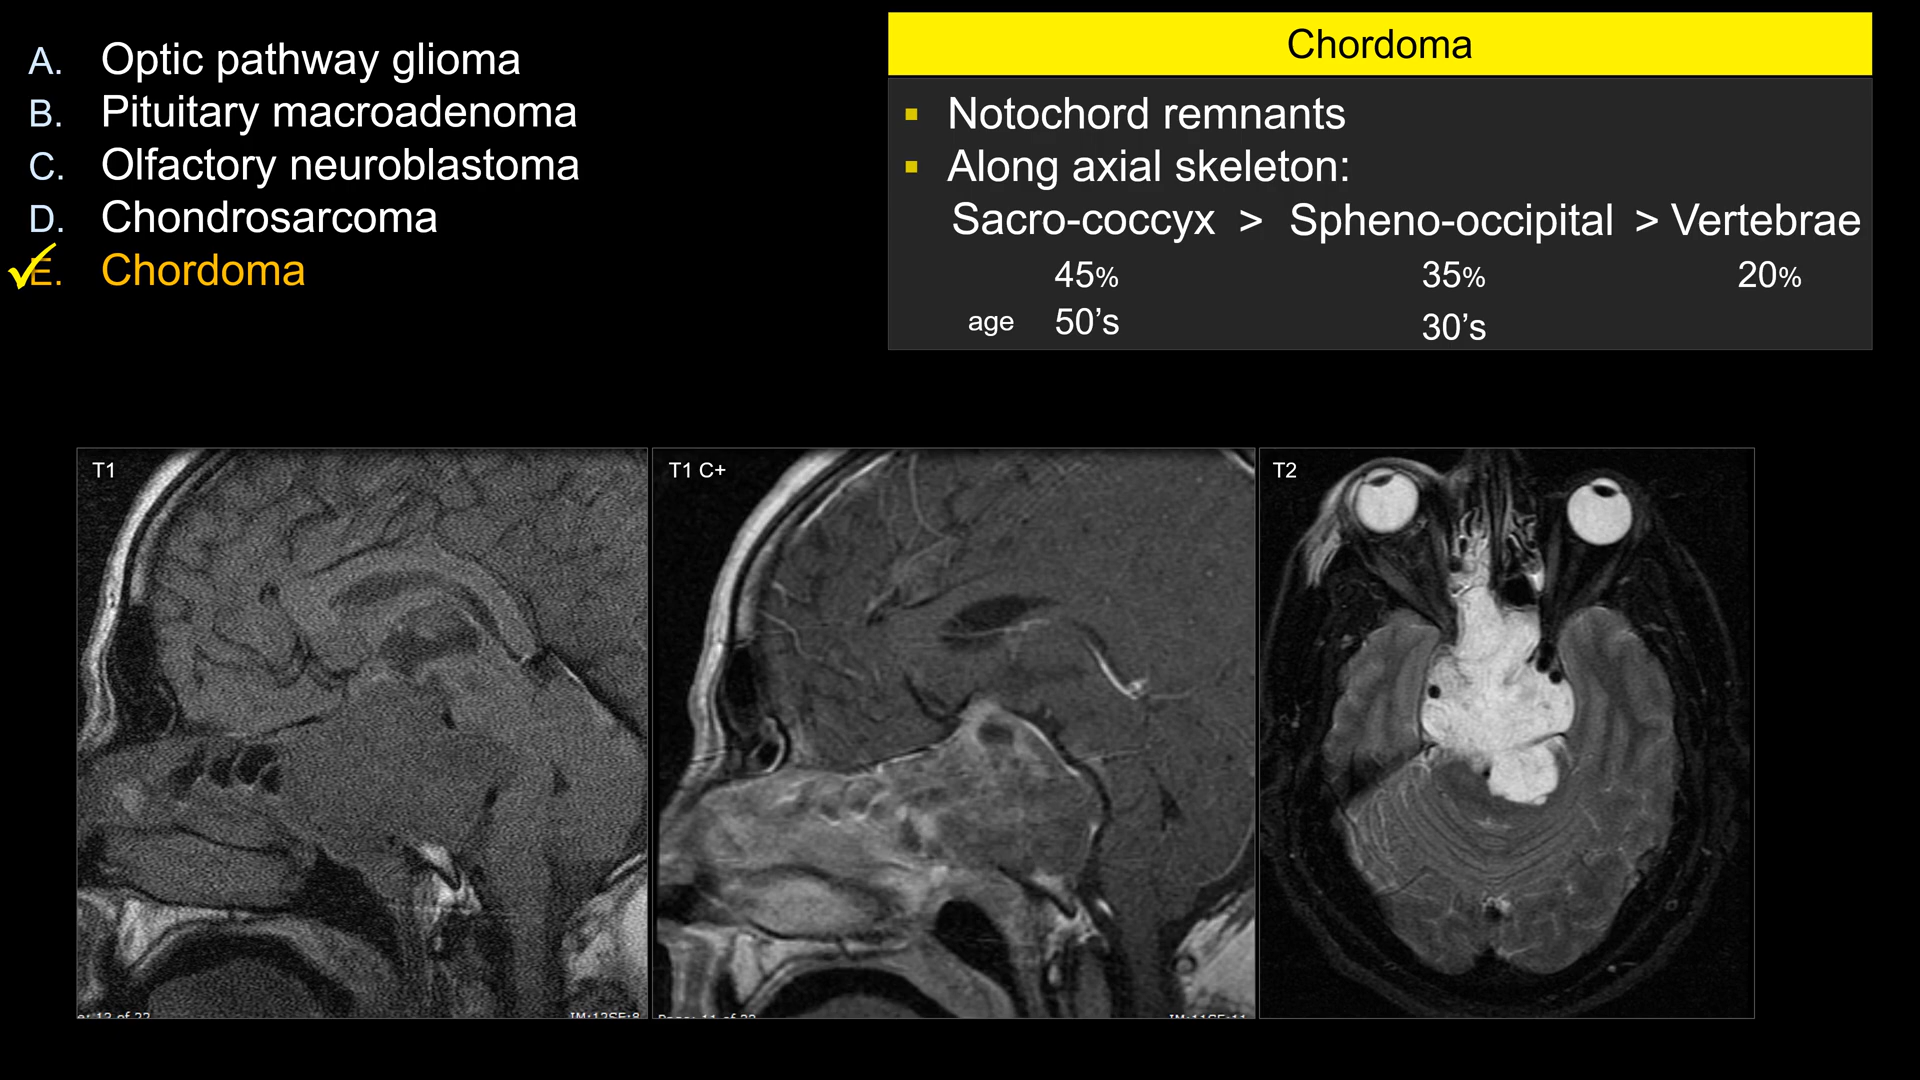 A. Optic pathway glioma
B. Pituitary macroadenoma
C. Olfactory neuroblastoma
D. Chondrosarcoma
E. Chordoma
Chordoma
Notochord remnants
Along axial skeleton:
Sacro-coccyx > Spheno-occipital > Vertebrae
45% 35% 20%
age 50’s 30’s
T1
T1 C+
T2